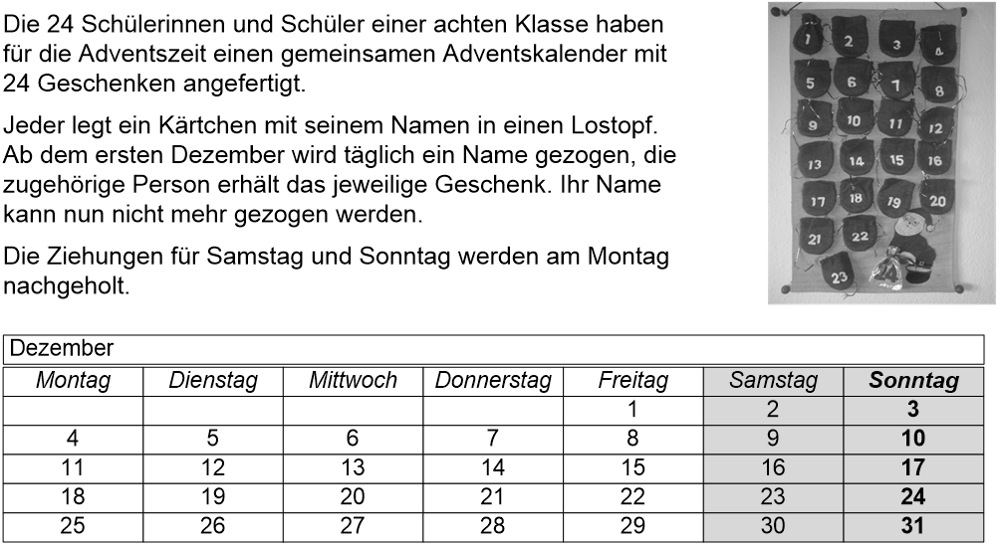 Die 24 Schülerinnen und Schüler einer achten Klasse haben
für die Adventszeit einen gemeinsamen Adventskalender mit
24 Geschenken angefertigt.
Jeder legt ein Kärtchen mit seinem Namen in einen Lostopf.
Ab dem ersten Dezember wird täglich ein Name gezogen, die
zugehörige Person erhält das jeweilige Geschenk. Ihr Name
kann nun nicht mehr gezogen werden.
Die Ziehungen für Samstag und Sonntag werden am Montag
nachgeholt.
1 2 3 4
5 6 7 8
9 10 11 12
13 14 15 16
17 18 19 20
21 22
23
Dezember
Montag Dienstag Mittwoch Donnerstag Freitag Samstag Sonntag
1 2 3
4 5 6 7 8 9 10
11 12 13 14 15 16 17
18 19 20 21 22 23 24
25 26 27 28 29 30 31